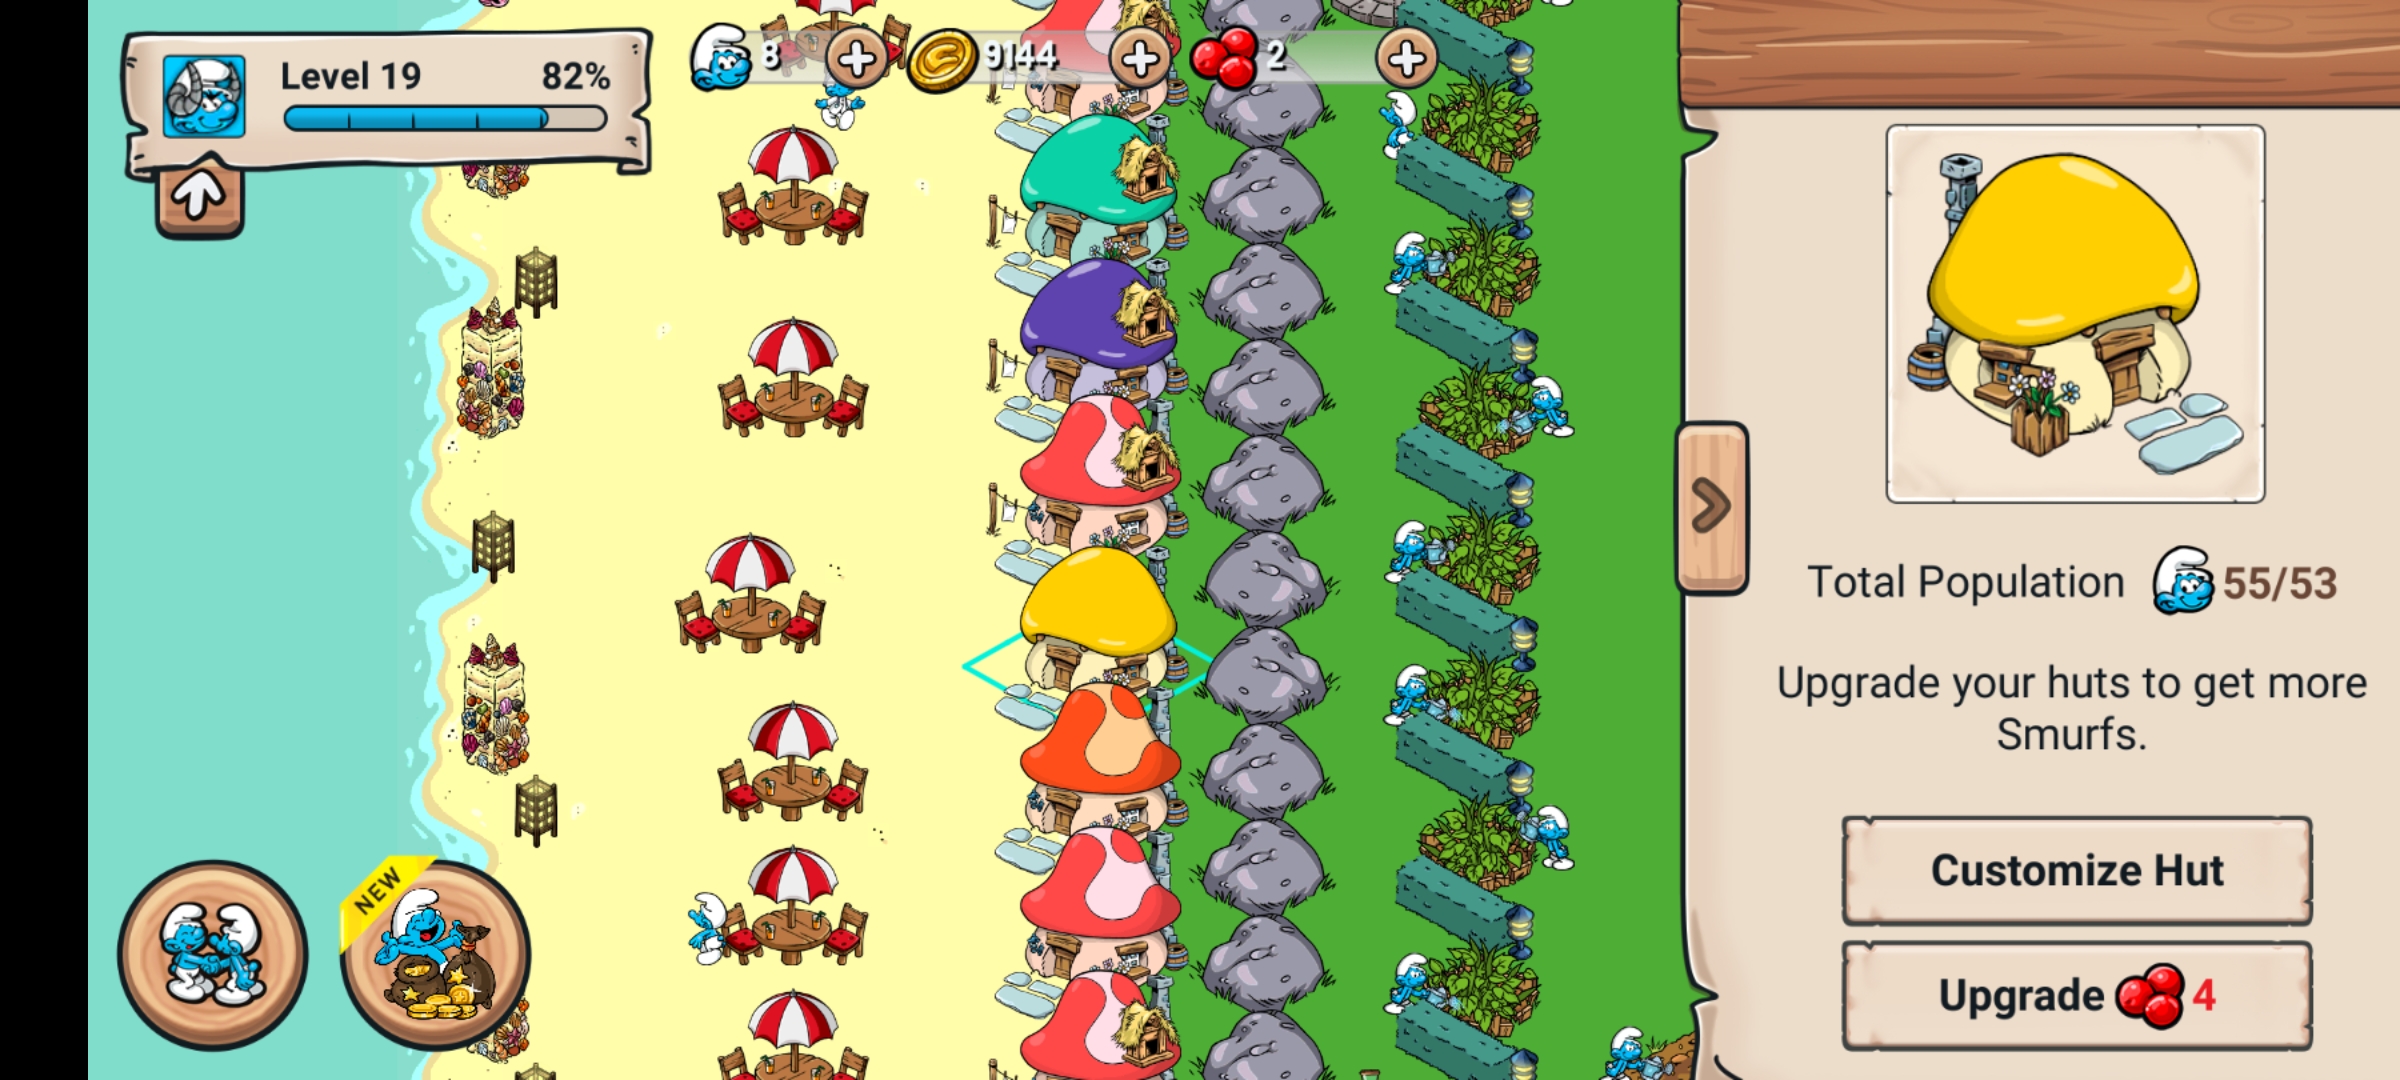 Level 19
82%
8
9144
2
Total Population 55/53
Upgrade your huts to get more
Smurfs.
Customize Hut
Upgrade 4
NEW